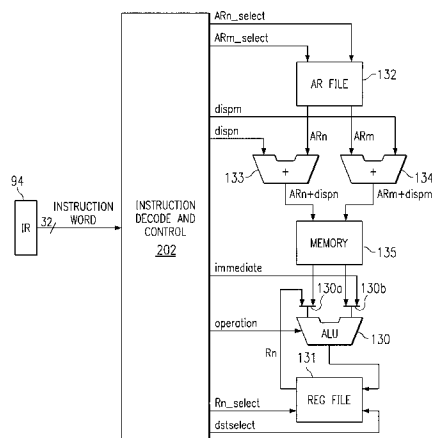 ARn_select
ARm_select
AR FILE
132
dispm
dispn
ARn
ARm
+
+
133
134
94
ARn+dispn
ARm+dispm
IR
32
INSTRUCTION
WORD
INSTRUCTION
DECODE AND
CONTROL
202
MEMORY
135
immediate
130a
130b
operation
ALU
130
Rn
131
REG FILE
Rn_select
dstselect